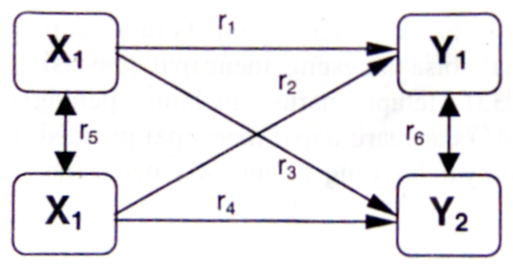 X₁ r₁ Y₁
r₂
r₅ r₆
r₃
X₁ r₄ Y₂